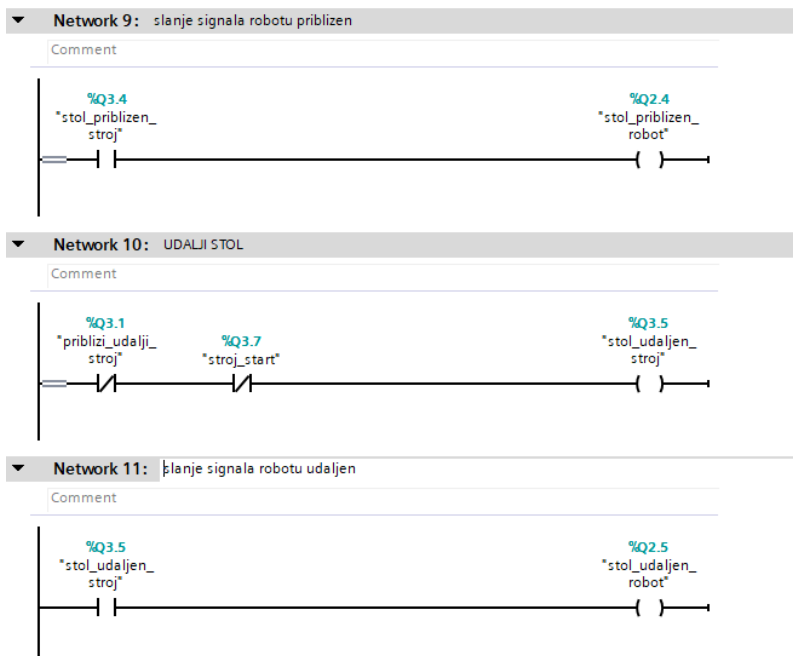 Network 9: slanje signala robotu priblizen
Comment
%Q3.4
"stol_priblizen_
stroj"
%Q2.4
"stol_priblizen_
robot"
Network 10: UDALJI STOL
Comment
%Q3.1
"priblizi_udalji_
stroj"
%Q3.7
"stroj_start"
%Q3.5
"stol_udaljen_
stroj"
Network 11: slanje signala robotu udaljen
Comment
%Q3.5
"stol_udaljen_
stroj"
%Q2.5
"stol_udaljen_
robot"